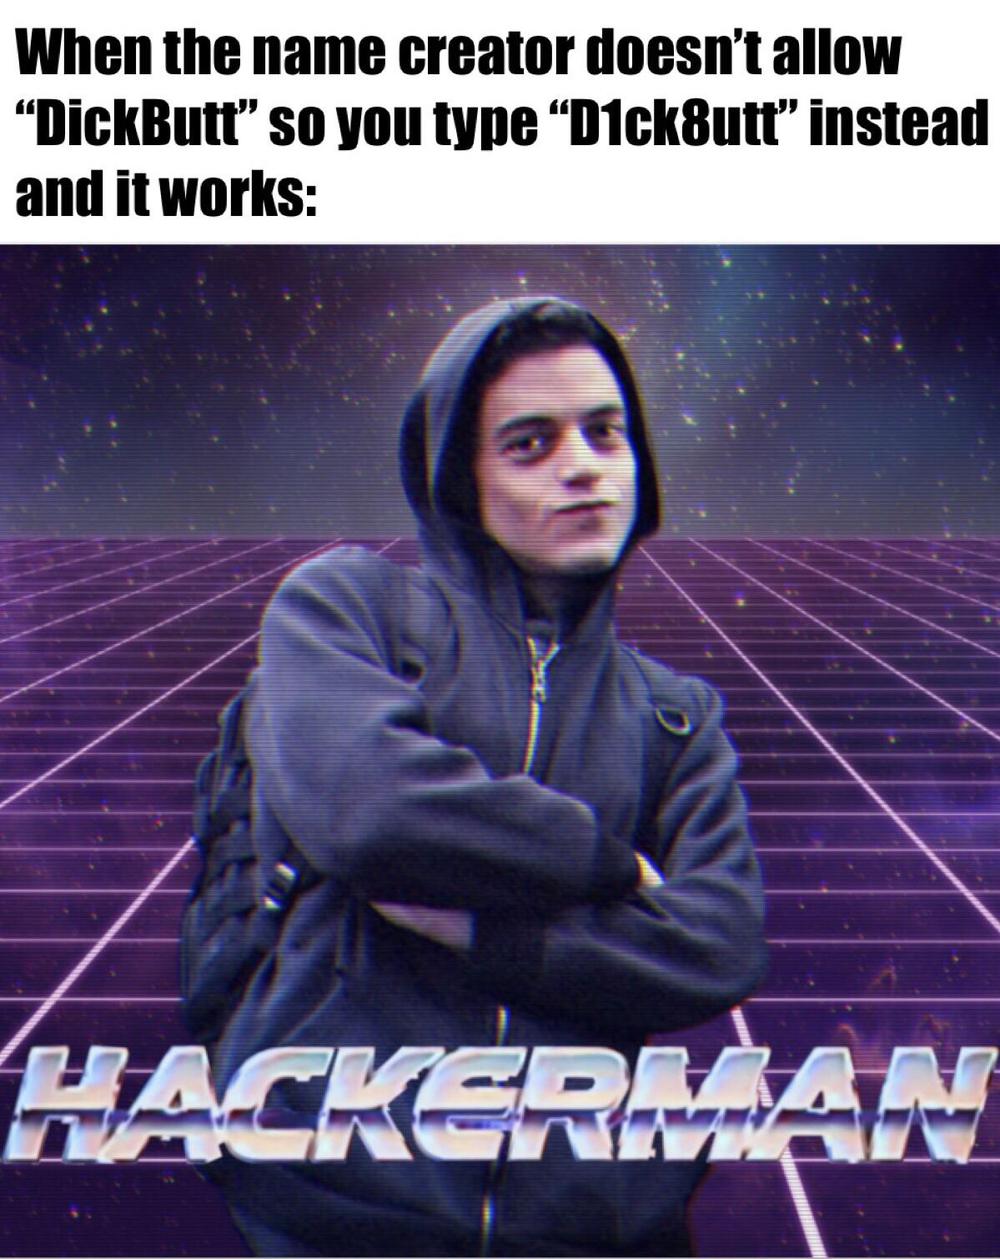 When the name creator doesn’t allow
“DickButt” so you type “D1ck8utt” instead
and it works:
HACKERMAN